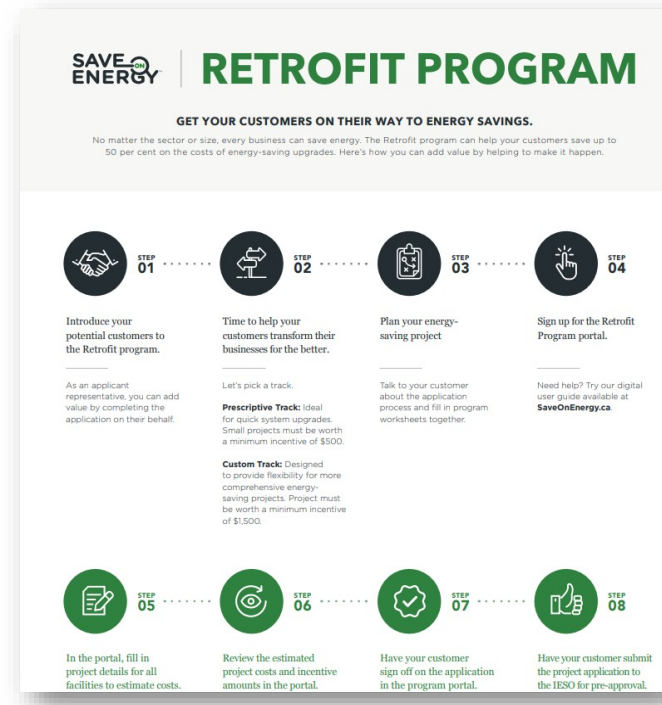 SAVE ON ENERGY
RETROFIT PROGRAM
GET YOUR CUSTOMERS ON THEIR WAY TO ENERGY SAVINGS.
No matter the sector or size, every business can save energy. The Retrofit program can help your customers save up to
50 per cent on the costs of energy-saving upgrades. Here's how you can add value by helping to make it happen.
STEP
01
Introduce your
potential customers to
the Retrofit program.
As an applicant
representative, you can add
value by completing the
application on their behalf.
STEP
02
Time to help your
customers transform their
businesses for the better.
Let's pick a track.
Prescriptive Track: Ideal
for quick system upgrades.
Small projects must be worth
a minimum incentive of $500.
Custom Track: Designed
to provide flexibility for more
comprehensive energy-
saving projects. Project must
be worth a minimum incentive
of $1,500.
STEP
03
Plan your energy-
saving project
Talk to your customer
about the application
process and fill in program
worksheets together.
STEP
04
Sign up for the Retrofit
Program portal.
Need help? Try our digital
user guide available at
SaveOnEnergy.ca.
STEP
05
In the portal, fill in
project details for all
facilities to estimate costs.
STEP
06
Review the estimated
project costs and incentive
amounts in the portal.
STEP
07
Have your customer
sign off on the application
in the program portal.
STEP
08
Have your customer submit
the project application to
the IESO for pre-approval.